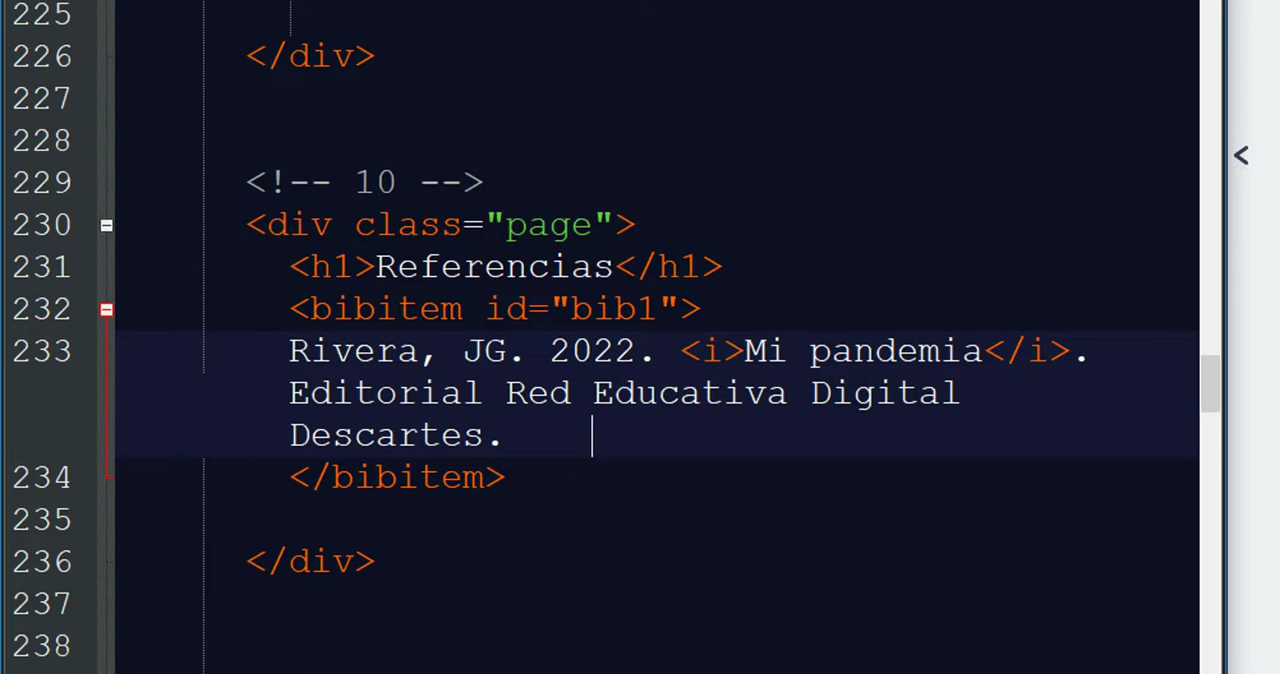 225
226 </div>
227
228
229 <!-- 10 -->
230 <div class="page">
231 <h1>Referencias</h1>
232 <bibitem id="bib1">
233 Rivera, JG. 2022. <i>Mi pandemia</i>.
Editorial Red Educativa Digital
Descartes.
234 </bibitem>
235
236 </div>
237
238